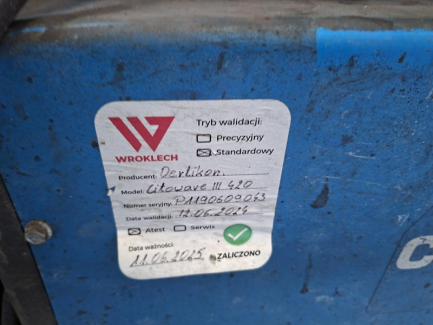 WROKLECH
Tryb walidacji:
Precyzyjny
Standardowy
Producent: Oerlikon.
Model: Citowave III 420
Numer seryjny: P1190609043
Data walidacji: 12.06.2024
Atest Serwis
Data ważności:
11.06.2025 ZALICZONO
C